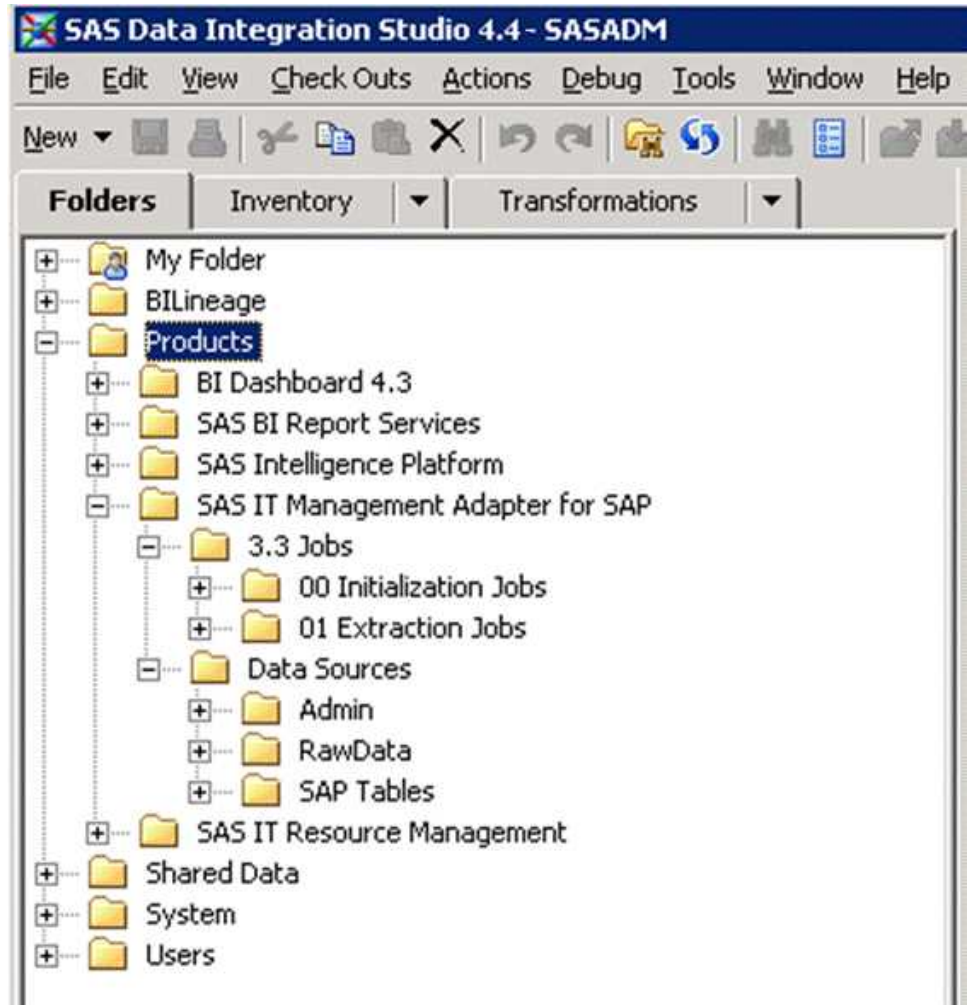 SAS Data Integration Studio 4.4 - SASADM
File Edit View Check Outs Actions Debug Tools Window Help
New
Folders Inventory Transformations
My Folder
BILineage
Products
BI Dashboard 4.3
SAS BI Report Services
SAS Intelligence Platform
SAS IT Management Adapter for SAP
3.3 Jobs
00 Initialization Jobs
01 Extraction Jobs
Data Sources
Admin
RawData
SAP Tables
SAS IT Resource Management
Shared Data
System
Users